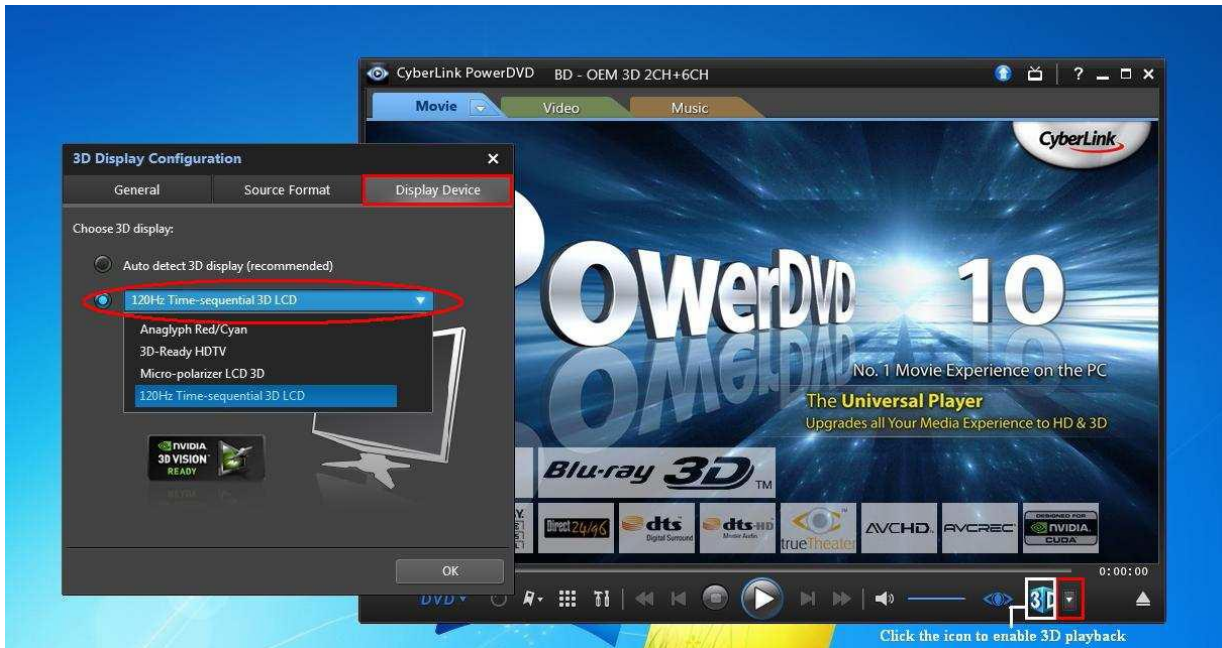 CyberLink PowerDVD BD - OEM 3D 2CH+6CH
?
Movie Video Music
CyberLink
3D Display Configuration
General Source Format Display Device
Choose 3D display:
Auto detect 3D display (recommended)
120Hz Time-sequential 3D LCD
Anaglyph Red/Cyan
3D-Ready HDTV
Micro-polarizer LCD 3D
120Hz Time-sequential 3D LCD
NVIDIA
3D VISION
READY
OK
PowerDVD 10
No. 1 Movie Experience on the PC
The Universal Player
Upgrades all Your Media Experience to HD & 3D
Blu-ray 3D TM
Direct 24/96
dts
Digital Surround
dts-HD
Master Audio
trueTheater
AVCHD
AVCREC
DESIGNED FOR
NVIDIA
CUDA
0:00:00
DVD
3D
Click the icon to enable 3D playback